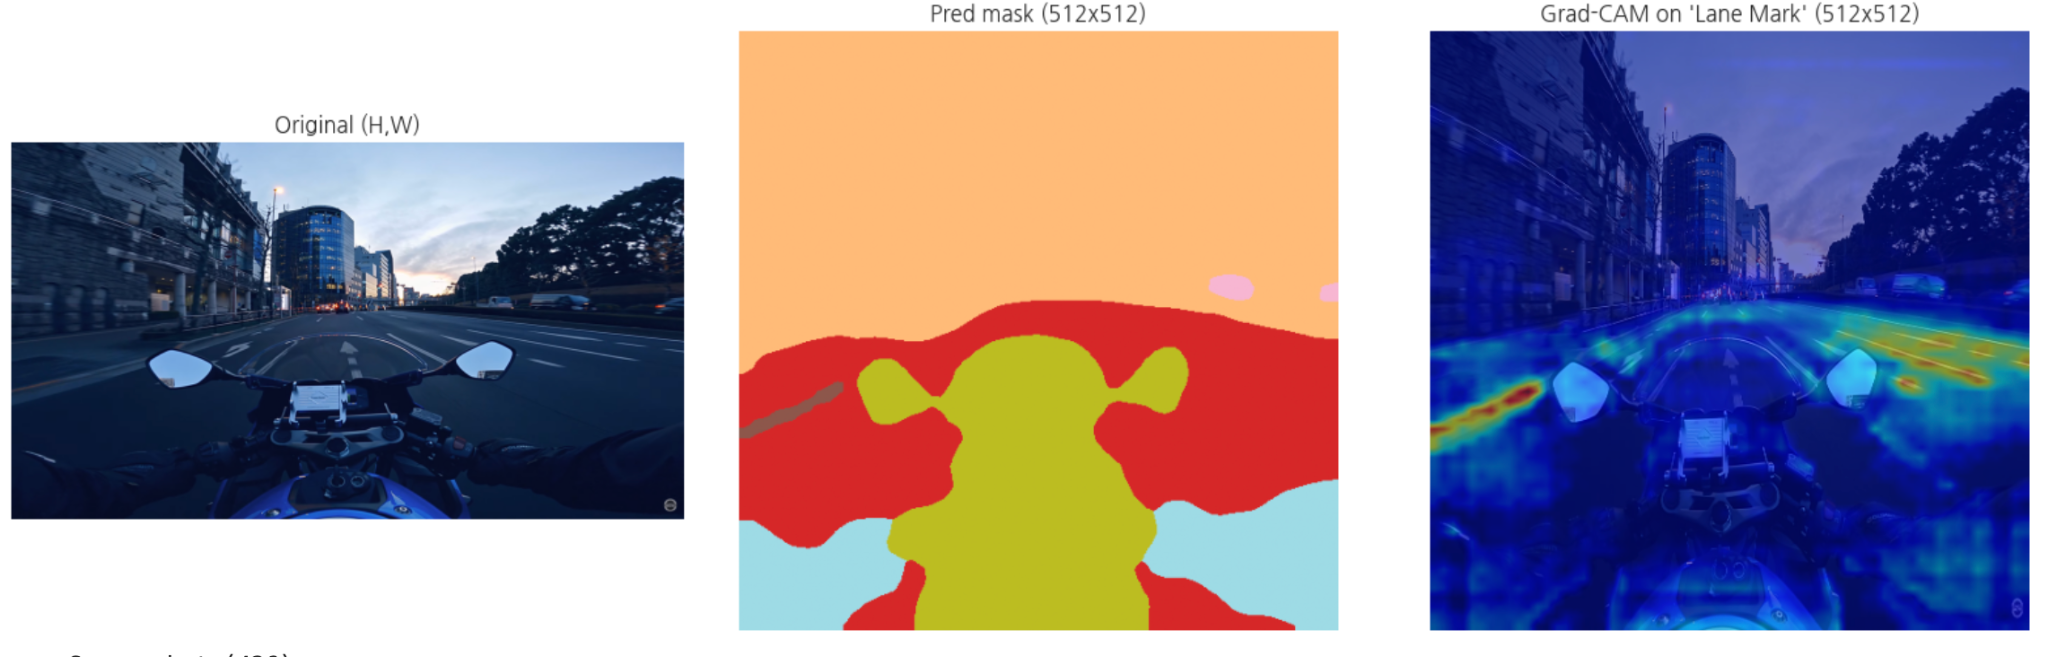 Original (H,W)
Pred mask (512x512)
Grad-CAM on 'Lane Mark' (512x512)